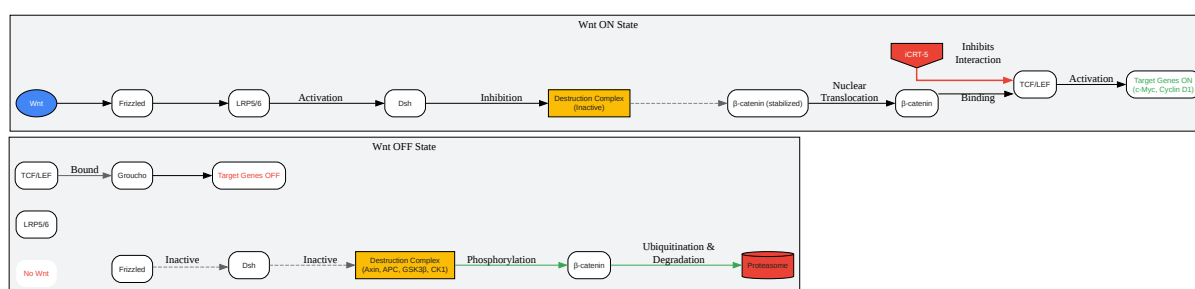 Wnt ON State
Wnt
Frizzled
LRP5/6
Activation
Dsh
Inhibition
Destruction Complex
(Inactive)
β-catenin (stabilized)
Nuclear
Translocation
β-catenin
iCRT-5
Inhibits
Interaction
Binding
TCF/LEF
Activation
Target Genes ON
(c-Myc, Cyclin D1)
Wnt OFF State
TCF/LEF
Bound
Groucho
Target Genes OFF
LRP5/6
No Wnt
Frizzled
Inactive
Dsh
Inactive
Destruction Complex
(Axin, APC, GSK3β, CK1)
Phosphorylation
β-catenin
Ubiquitination &
Degradation
Proteasome